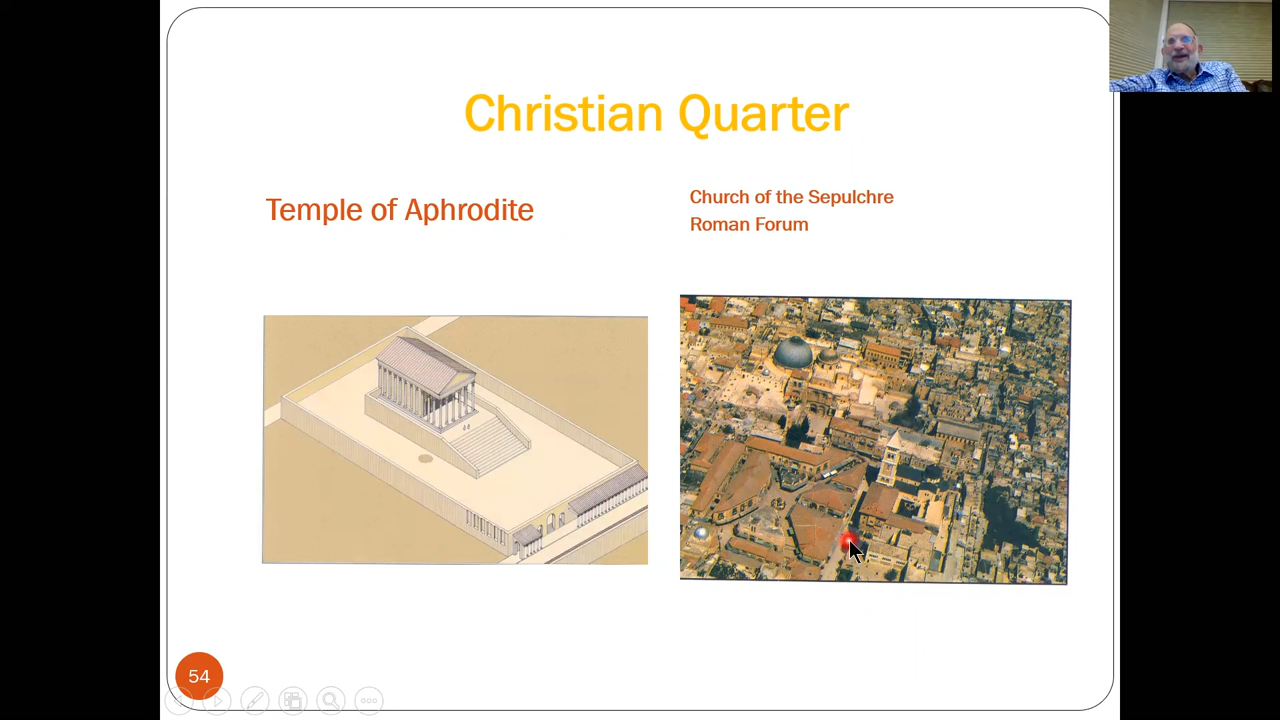 Christian Quarter
Temple of Aphrodite
Church of the Sepulchre
Roman Forum
54